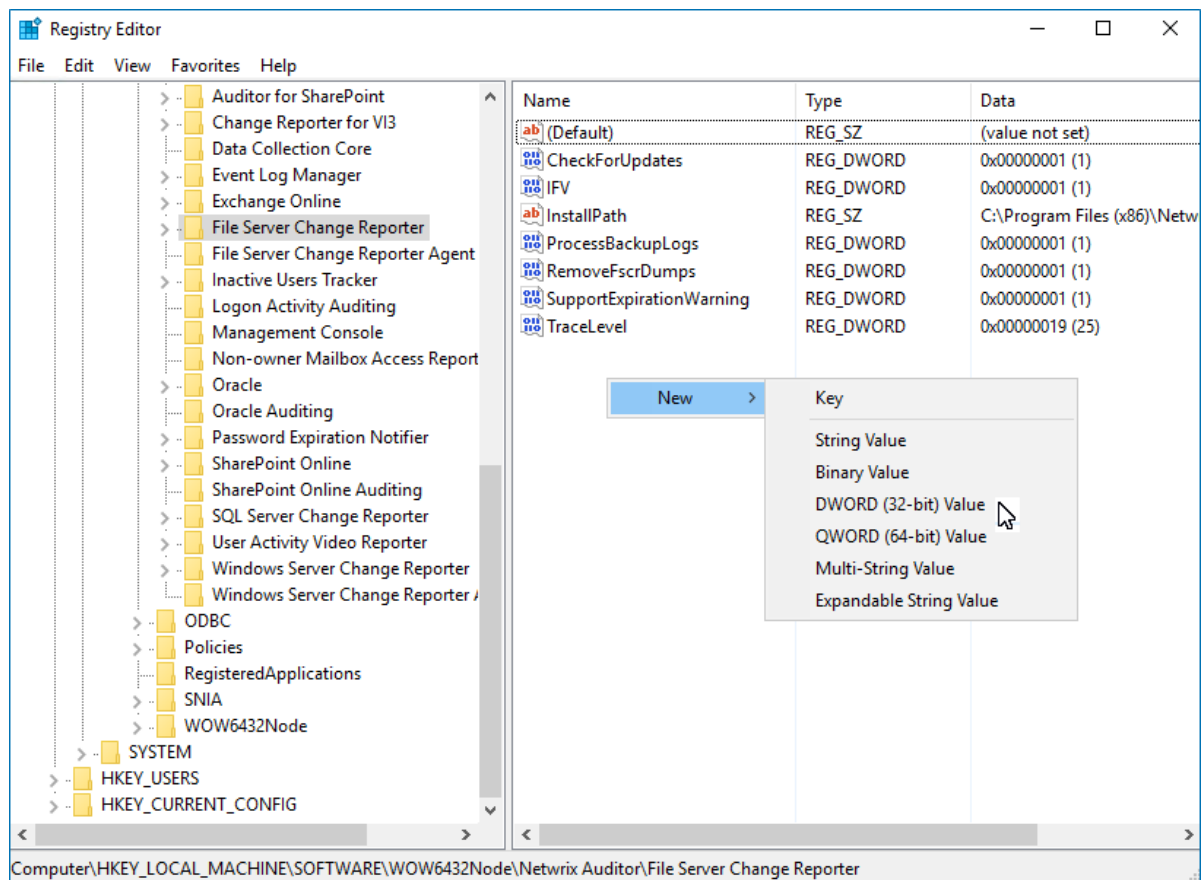 Registry Editor
File Edit View Favorites Help
Auditor for SharePoint
Change Reporter for VI3
Data Collection Core
Event Log Manager
Exchange Online
File Server Change Reporter
File Server Change Reporter Agent
Inactive Users Tracker
Logon Activity Auditing
Management Console
Non-owner Mailbox Access Report
Oracle
Oracle Auditing
Password Expiration Notifier
SharePoint Online
SharePoint Online Auditing
SQL Server Change Reporter
User Activity Video Reporter
Windows Server Change Reporter
Windows Server Change Reporter
ODBC
Policies
RegisteredApplications
SNIA
WOW6432Node
SYSTEM
HKEY_USERS
HKEY_CURRENT_CONFIG
Name Type Data
(Default) REG_SZ (value not set)
CheckForUpdates REG_DWORD 0x00000001 (1)
IFV REG_DWORD 0x00000001 (1)
InstallPath REG_SZ C:\Program Files (x86)\Netw
ProcessBackupLogs REG_DWORD 0x00000001 (1)
RemoveFscrDumps REG_DWORD 0x00000001 (1)
SupportExpirationWarning REG_DWORD 0x00000001 (1)
TraceLevel REG_DWORD 0x00000019 (25)
New
Key
String Value
Binary Value
DWORD (32-bit) Value
QWORD (64-bit) Value
Multi-String Value
Expandable String Value
Computer\HKEY_LOCAL_MACHINE\SOFTWARE\WOW6432Node\Netwrix Auditor\File Server Change Reporter